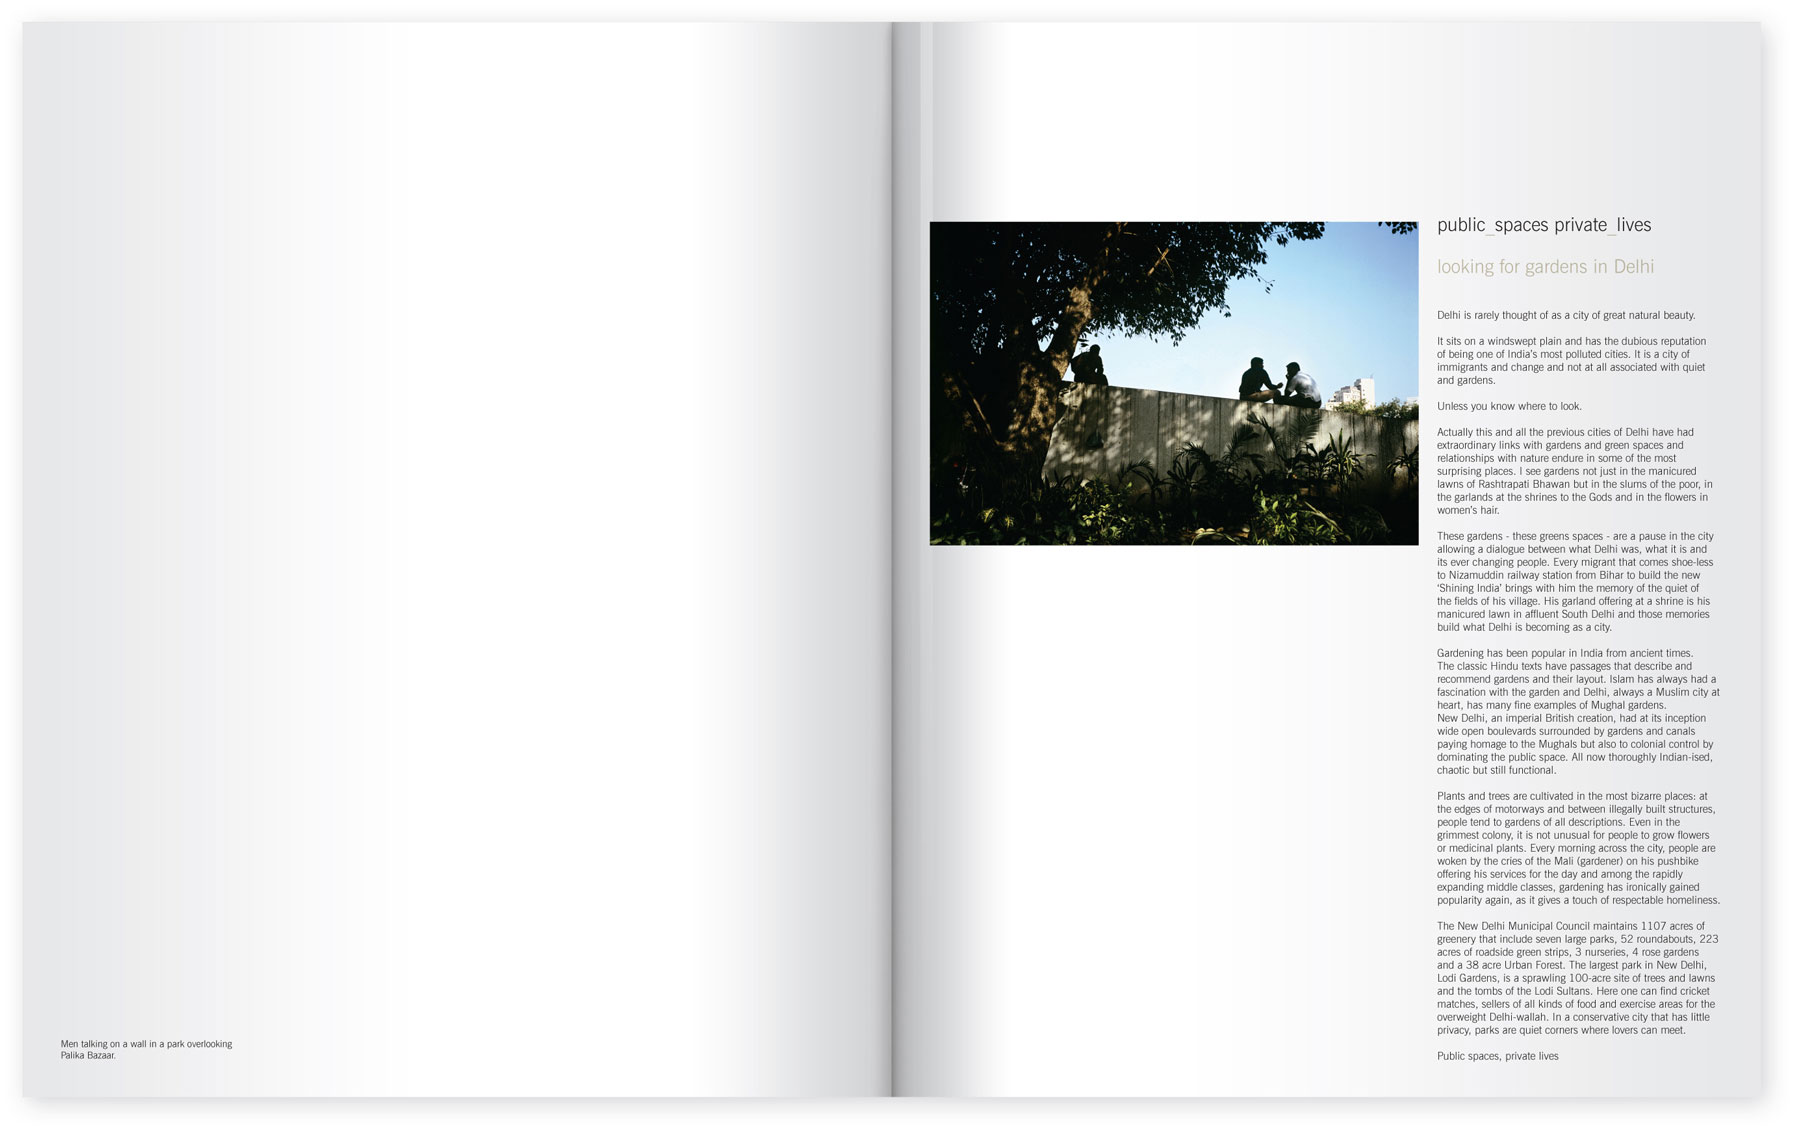 Men talking on a wall in a park overlooking
Palika Bazaar.
public_spaces private_lives
looking for gardens in Delhi
Delhi is rarely thought of as a city of great natural beauty.
It sits on a windswept plain and has the dubious reputation
of being one of India's most polluted cities. It is a city of
immigrants and change and not at all associated with quiet
and gardens.
Unless you know where to look.
Actually this and all the previous cities of Delhi have had
extraordinary links with gardens and green spaces and
relationships with nature endure in some of the most
surprising places. I see gardens not just in the manicured
lawns of Rashtrapati Bhawan but in the slums of the poor, in
the garlands at the shrines to the Gods and in the flowers in
women's hair.
These gardens - these greens spaces - are a pause in the city
allowing a dialogue between what Delhi was, what it is and
its ever changing people. Every migrant that comes shoe-less
to Nizamuddin railway station from Bihar to build the new
‘Shining India’ brings with him the memory of the quiet of
the fields of his village. His garland offering at a shrine is his
manicured lawn in affluent South Delhi and those memories
build what Delhi is becoming as a city.
Gardening has been popular in India from ancient times.
The classic Hindu texts have passages that describe and
recommend gardens and their layout. Islam has always had a
fascination with the garden and Delhi, always a Muslim city at
heart, has many fine examples of Mughal gardens.
New Delhi, an imperial British creation, had at its inception
wide open boulevards surrounded by gardens and canals
paying homage to the Mughals but also to colonial control by
dominating the public space. All now thoroughly Indian-ised,
chaotic but still functional.
Plants and trees are cultivated in the most bizarre places: at
the edges of motorways and between illegally built structures,
people tend to gardens of all descriptions. Even in the
grimmest colony, it is not unusual for people to grow flowers
or medicinal plants. Every morning across the city, people are
woken by the cries of the Mali (gardener) on his pushbike
offering his services for the day and among the rapidly
expanding middle classes, gardening has ironically gained
popularity again, as it gives a touch of respectable homeliness.
The New Delhi Municipal Council maintains 1107 acres of
greenery that include seven large parks, 52 roundabouts, 223
acres of roadside green strips, 3 nurseries, 4 rose gardens
and a 38 acre Urban Forest. The largest park in New Delhi,
Lodi Gardens, is a sprawling 100-acre site of trees and lawns
and the tombs of the Lodi Sultans. Here one can find cricket
matches, sellers of all kinds of food and exercise areas for the
overweight Delhi-wallah. In a conservative city that has little
privacy, parks are quiet corners where lovers can meet.
Public spaces, private lives